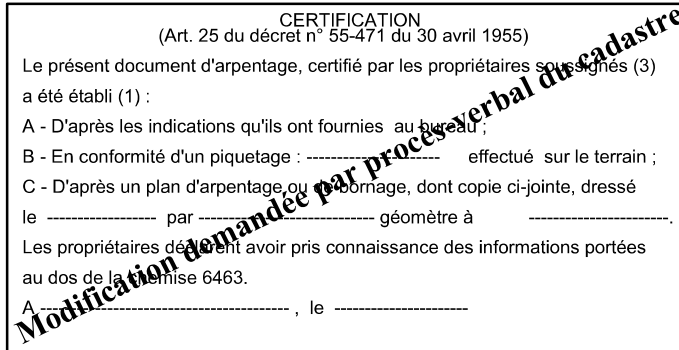 CERTIFICATION
(Art. 25 du décret n° 55-471 du 30 avril 1955)
Le présent document d'arpentage, certifié par les propriétaires soussignés (3)
a été établi (1) :
A - D'après les indications qu'ils ont fournies au bureau ;
B - En conformité d'un piquetage : ---------------------- effectué sur le terrain ;
C - D'après un plan d'arpentage ou de bornage, dont copie ci-jointe, dressé
le ------------------ par ----------------------------- géomètre à -----------------------.
Les propriétaires déclarent avoir pris connaissance des informations portées
au dos de la chemise 6463.
A ----------------------------------------- , le ----------------------
Modification demandée par procès-verbal du cadastre